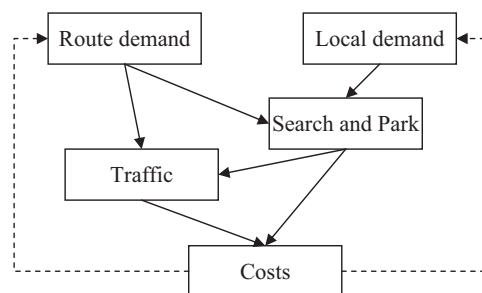 Route demand
Local demand
Search and Park
Traffic
Costs